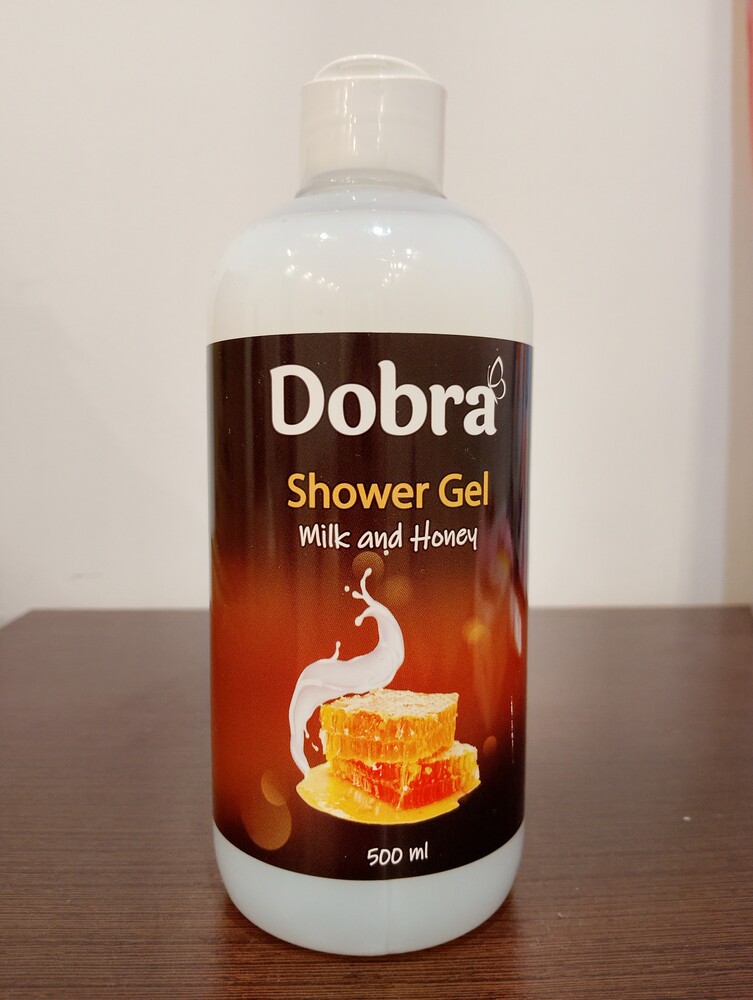 Dobra
Shower Gel
Milk and Honey
500 ml